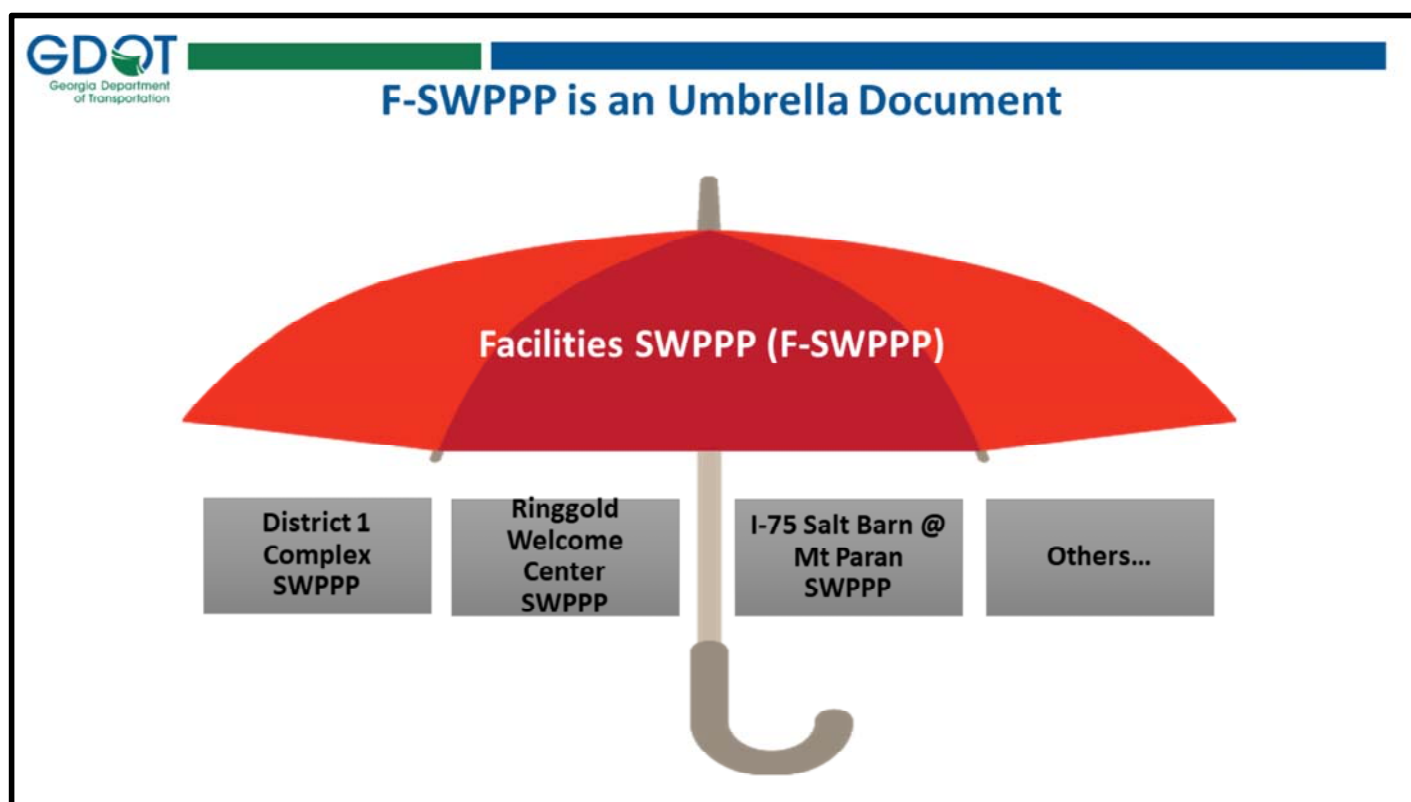 GDOT
Georgia Department
of Transportation
F-SWPPP is an Umbrella Document
Facilities SWPPP (F-SWPPP)
District 1
Complex
SWPPP
Ringgold
Welcome
Center
SWPPP
I-75 Salt Barn @
Mt Paran
SWPPP
Others...